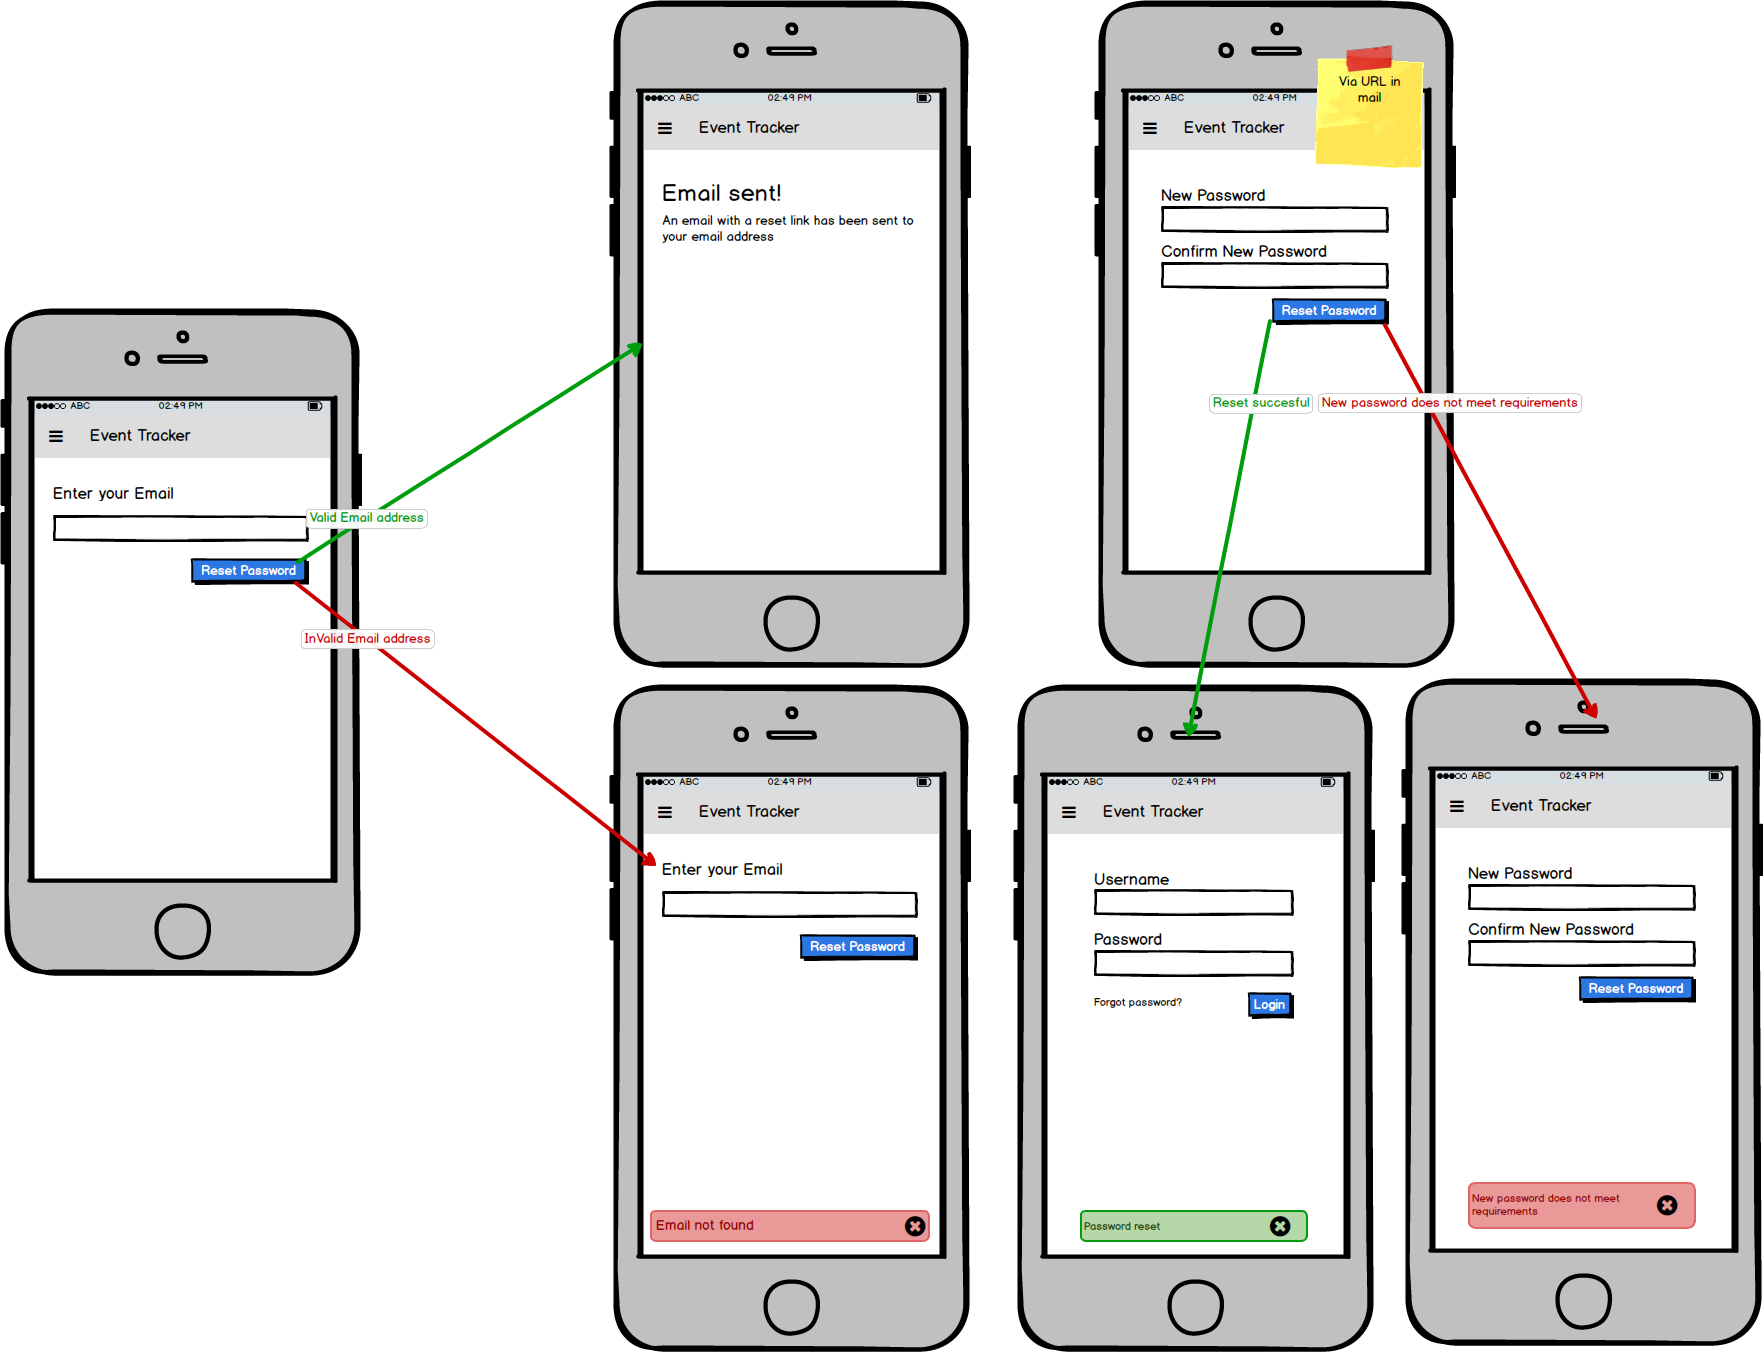 ABC 02:49 PM
Event Tracker
Enter your Email
Reset Password
Valid Email address
InValid Email address
ABC 02:49 PM
Event Tracker
Email sent!
An email with a reset link has been sent to
your email address
ABC 02:49 PM
Event Tracker
Enter your Email
Reset Password
Email not found
ABC 02:49 PM
Via URL in
mail
Event Tracker
New Password
Confirm New Password
Reset Password
Reset succesful
New password does not meet requirements
ABC 02:49 PM
Event Tracker
Username
Password
Forgot password?
Login
Password reset
ABC 02:49 PM
Event Tracker
New Password
Confirm New Password
Reset Password
New password does not meet
requirements